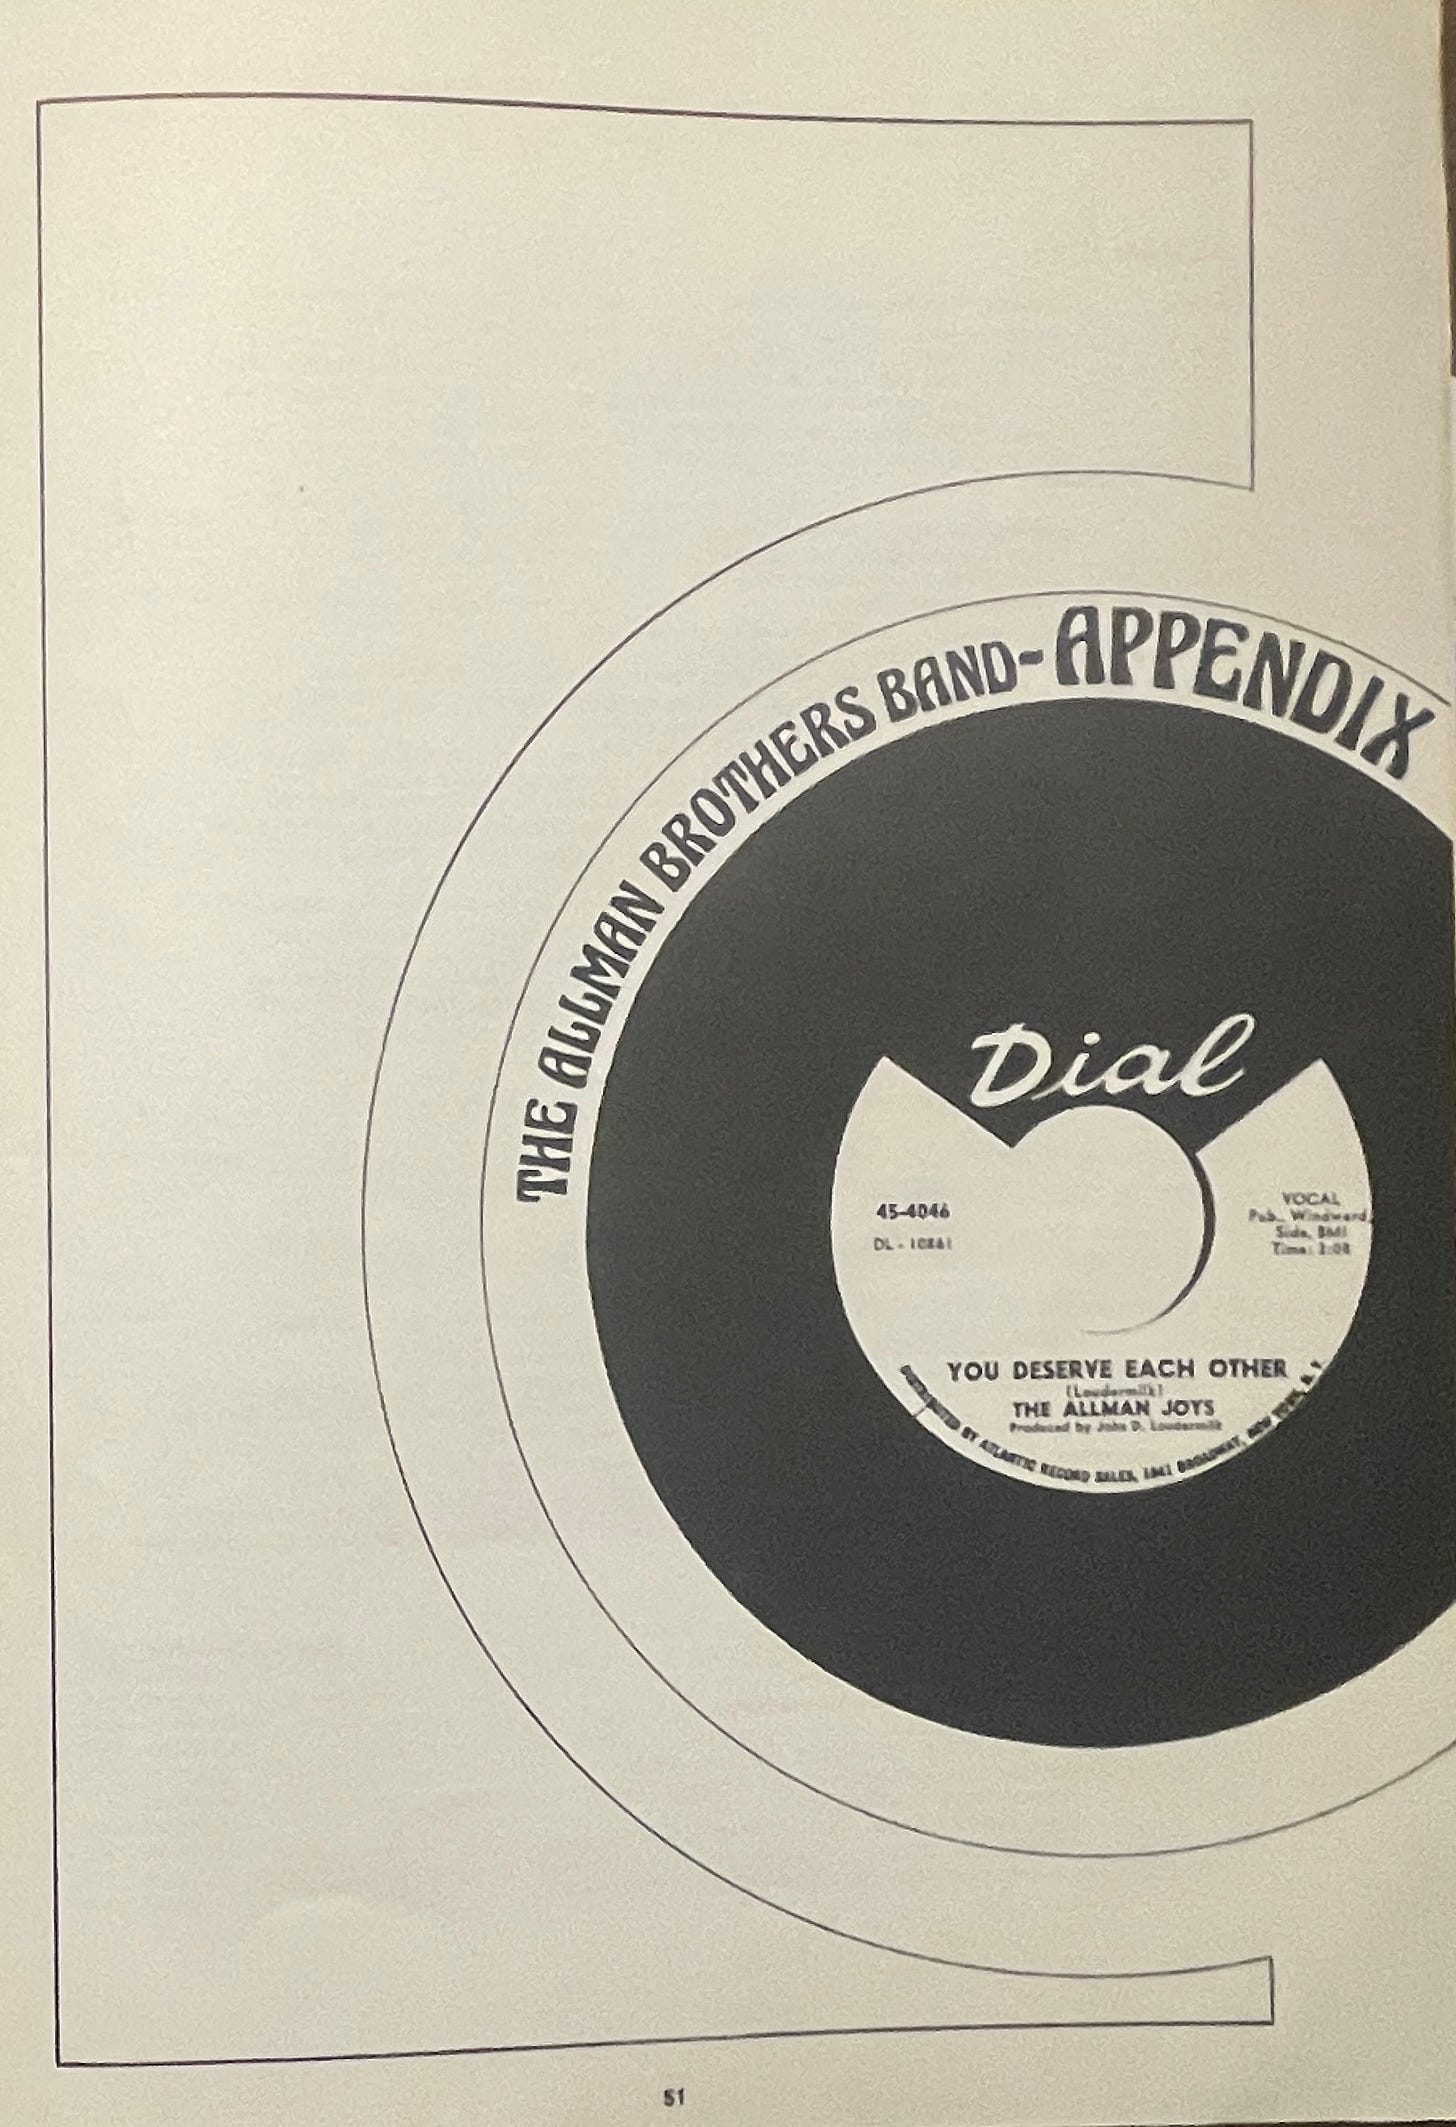 THE ALLMAN BROTHERS BAND-APPENDIX
Dial
45-4046
DL - 10861
VOCAL
Pub., Windward
Side, BMI
Time:
YOU DESERVE EACH OTHER
(Loudermilk)
THE ALLMAN JOYS
Produced by John D. Loudermilk
DISTRIBUTED BY ATLANTIC RECORD SALES, 1841 BROADWAY, NEW YORK, N. Y.
51